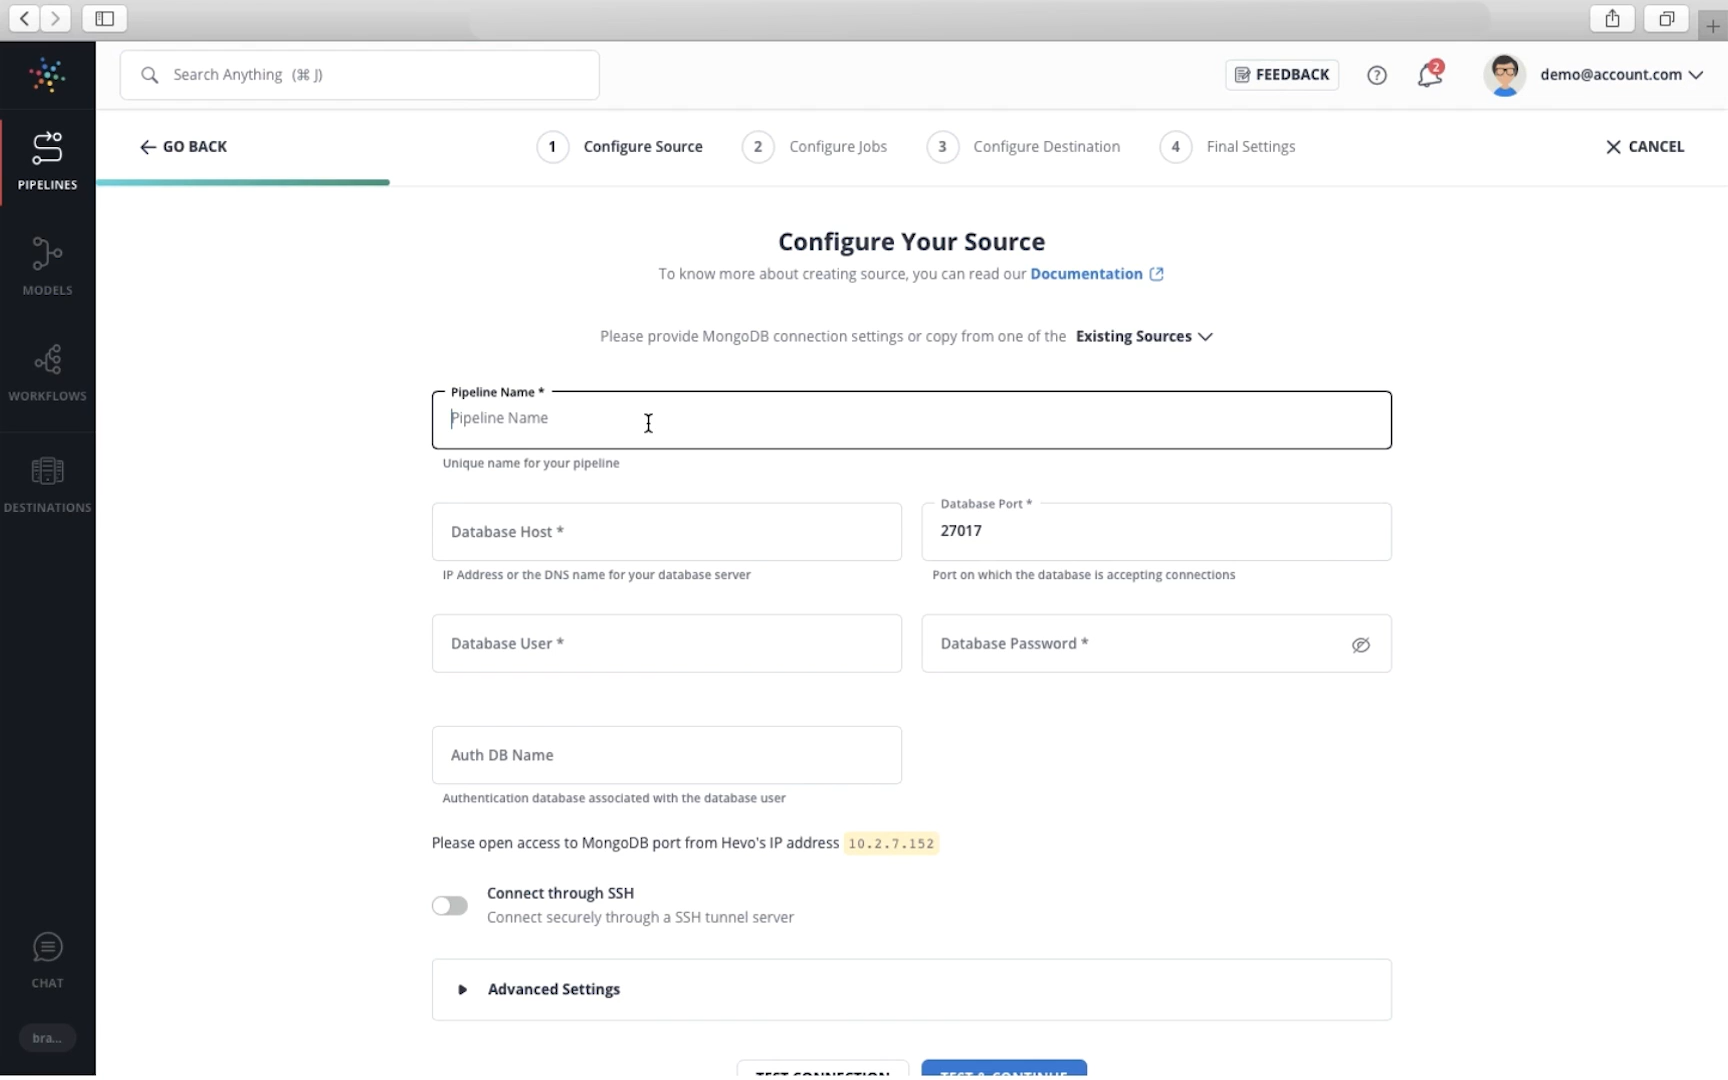 Search Anything (⌘ J)
FEEDBACK
2
demo@account.com
GO BACK
1 Configure Source
2 Configure Jobs
3 Configure Destination
4 Final Settings
CANCEL
PIPELINES
MODELS
WORKFLOWS
DESTINATIONS
CHAT
bra...
Configure Your Source
To know more about creating source, you can read our Documentation
Please provide MongoDB connection settings or copy from one of the Existing Sources
Pipeline Name *
Pipeline Name
Unique name for your pipeline
Database Host *
IP Address or the DNS name for your database server
Database Port *
27017
Port on which the database is accepting connections
Database User *
Database Password *
Auth DB Name
Authentication database associated with the database user
Please open access to MongoDB port from Hevo's IP address 10.2.7.152
Connect through SSH
Connect securely through a SSH tunnel server
Advanced Settings
TEST CONNECTION
TEST & CONTINUE